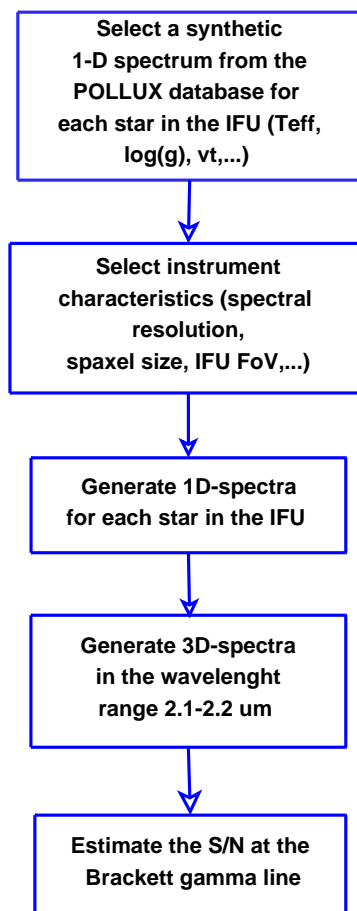 Select a synthetic
1-D spectrum from the
POLLUX database for
each star in the IFU (Teff,
log(g), vt,...)
Select instrument
characteristics (spectral
resolution,
spaxel size, IFU FoV,...)
Generate 1D-spectra
for each star in the IFU
Generate 3D-spectra
in the wavelenght
range 2.1-2.2 um
Estimate the S/N at the
Brackett gamma line